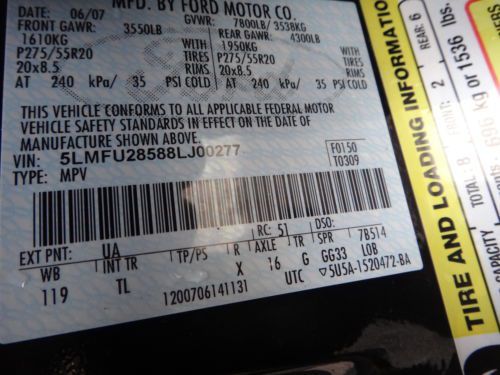 MFD. BY FORD MOTOR CO.
DATE: 06/07 GVWR: 7800LB/ 3538KG
FRONT GAWR: 3550LB REAR GAWR: 4300LB
1610KG WITH 1950KG WITH
P275/55R20 TIRES P275/55R20 TIRES
20x8.5 RIMS 20x8.5 RIMS
AT 240 kPa/ 35 PSI COLD AT 240 kPa/ 35 PSI COLD
THIS VEHICLE CONFORMS TO ALL APPLICABLE FEDERAL MOTOR
VEHICLE SAFETY STANDARDS IN EFFECT ON THE DATE OF
MANUFACTURE SHOWN ABOVE.
VIN: 5LMFU28588LJ00277 F0150
TYPE: MPV T0309
EXT PNT: UA RC: 51 DSO:
WB INT TR TP/PS R AXLE TR SPR 7B514
119 TL X 16 G GG33 LOB
1200706141131 UTC ▽5U5A-1520472-BA
TIRE AND LOADING INFORMATION
TOTAL: 8 FRONT: 2 REAR: 6
CAPACITY
696 kg or 1536 lbs.